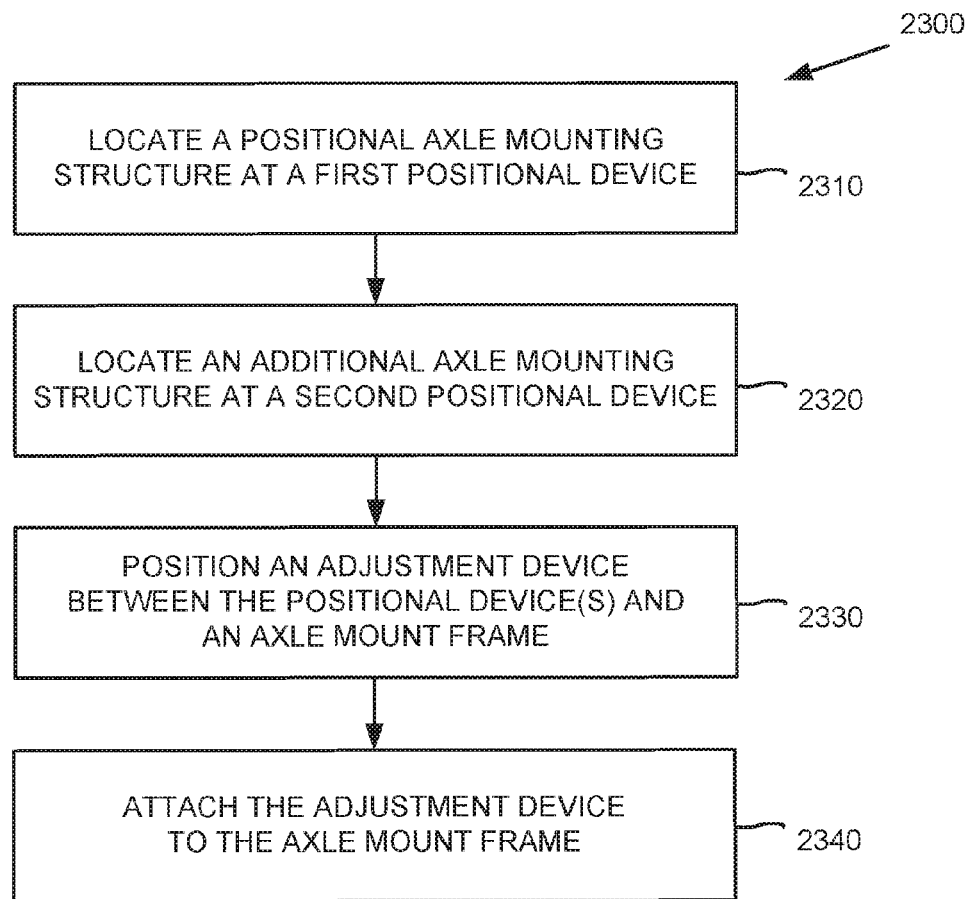 2300
LOCATE A POSITIONAL AXLE MOUNTING
STRUCTURE AT A FIRST POSITIONAL DEVICE
2310
LOCATE AN ADDITIONAL AXLE MOUNTING
STRUCTURE AT A SECOND POSITIONAL DEVICE
2320
POSITION AN ADJUSTMENT DEVICE
BETWEEN THE POSITIONAL DEVICE(S) AND
AN AXLE MOUNT FRAME
2330
ATTACH THE ADJUSTMENT DEVICE
TO THE AXLE MOUNT FRAME
2340